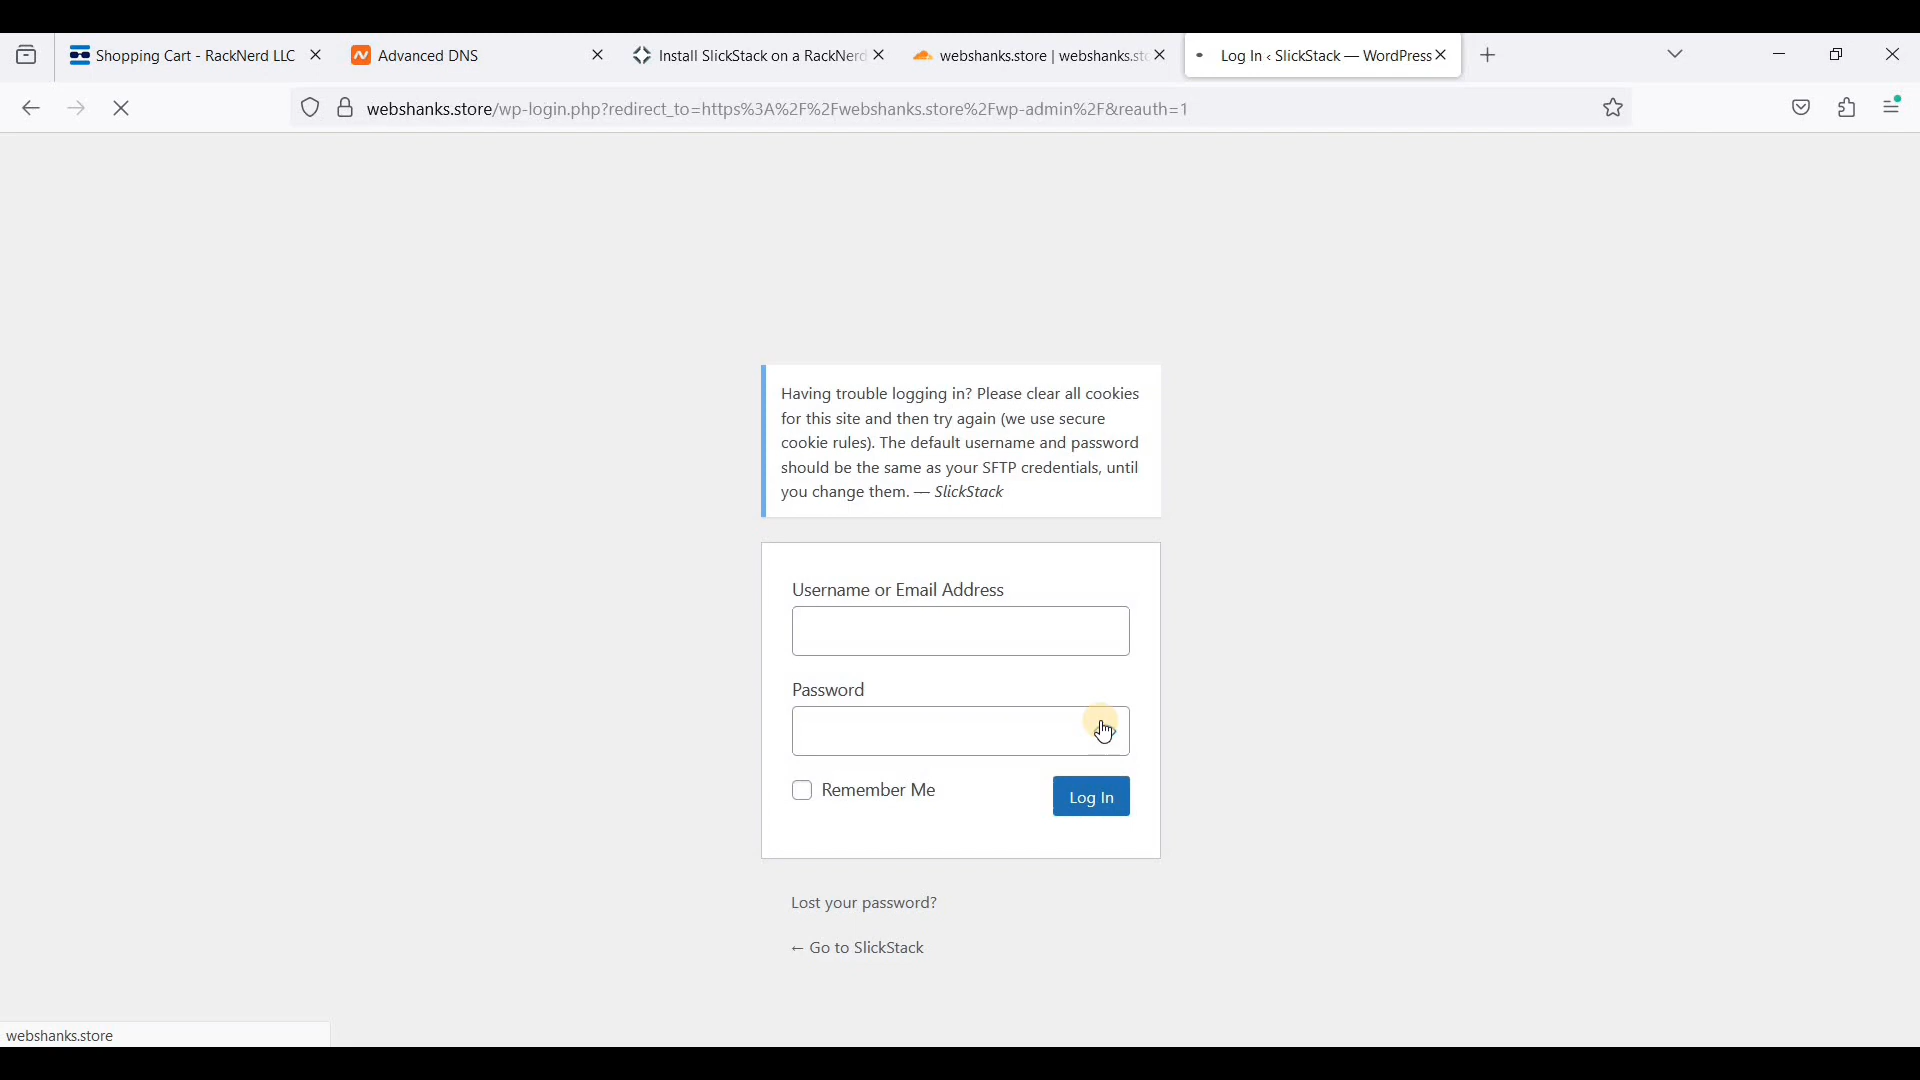 Shopping Cart - RackNerd LLC
Advanced DNS
Install SlickStack on a RackNerd
webshanks.store | webshanks.sto
Log In ‹ SlickStack — WordPress
webshanks.store/wp-login.php?redirect_to=https%3A%2F%2Fwebshanks.store%2Fwp-admin%2F&reauth=1
Having trouble logging in? Please clear all cookies
for this site and then try again (we use secure
cookie rules). The default username and password
should be the same as your SFTP credentials, until
you change them. — SlickStack
Username or Email Address
Password
Remember Me
Log In
Lost your password?
← Go to SlickStack
webshanks.store